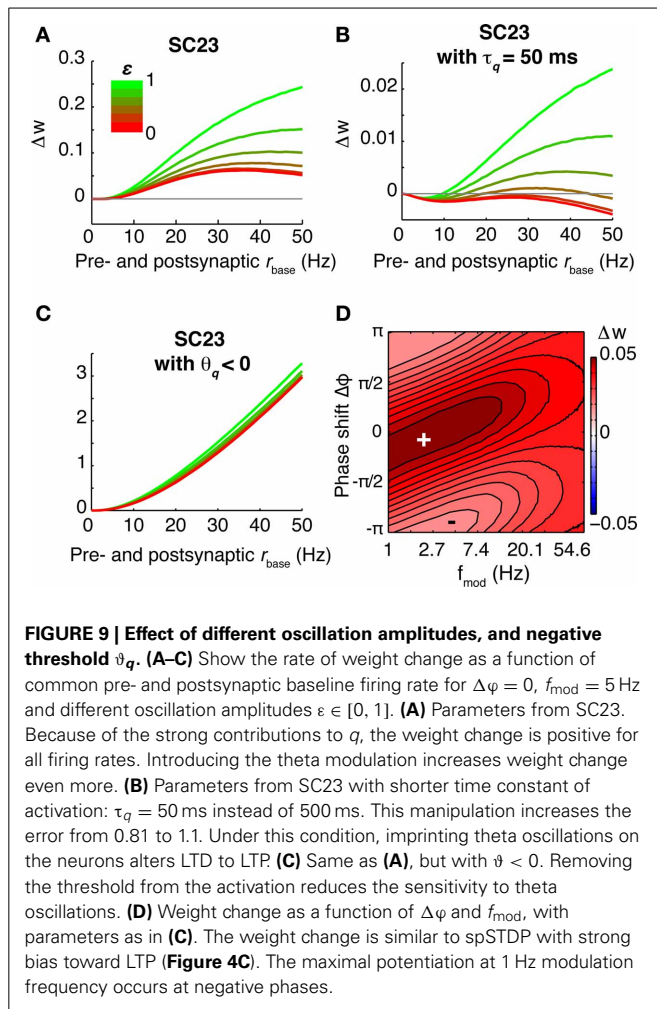 A
SC23
ε
1
0
0.3
0.2
0.1
0
Δw
0 10 20 30 40 50
Pre- and postsynaptic r_base (Hz)
B
SC23
with τ_q = 50 ms
0.02
0.01
0
Δw
0 10 20 30 40 50
Pre- and postsynaptic r_base (Hz)
C
SC23
with θ_q < 0
3
2
1
0
0 10 20 30 40 50
Pre- and postsynaptic r_base (Hz)
D
Δw
π
π/2
0
-π/2
-π
Phase shift Δϕ
+
-
0.05
0
−0.05
1 2.7 7.4 20.1 54.6
f_mod (Hz)
FIGURE 9 | Effect of different oscillation amplitudes, and negative
threshold ϑ_q. (A–C) Show the rate of weight change as a function of
common pre- and postsynaptic baseline firing rate for Δφ = 0, f_mod = 5 Hz
and different oscillation amplitudes ε ∈ [0, 1]. (A) Parameters from SC23.
Because of the strong contributions to q, the weight change is positive for
all firing rates. Introducing the theta modulation increases weight change
even more. (B) Parameters from SC23 with shorter time constant of
activation: τ_q = 50 ms instead of 500 ms. This manipulation increases the
error from 0.81 to 1.1. Under this condition, imprinting theta oscillations on
the neurons alters LTD to LTP. (C) Same as (A), but with ϑ < 0. Removing
the threshold from the activation reduces the sensitivity to theta
oscillations. (D) Weight change as a function of Δφ and f_mod, with
parameters as in (C). The weight change is similar to spSTDP with strong
bias toward LTP (Figure 4C). The maximal potentiation at 1 Hz modulation
frequency occurs at negative phases.